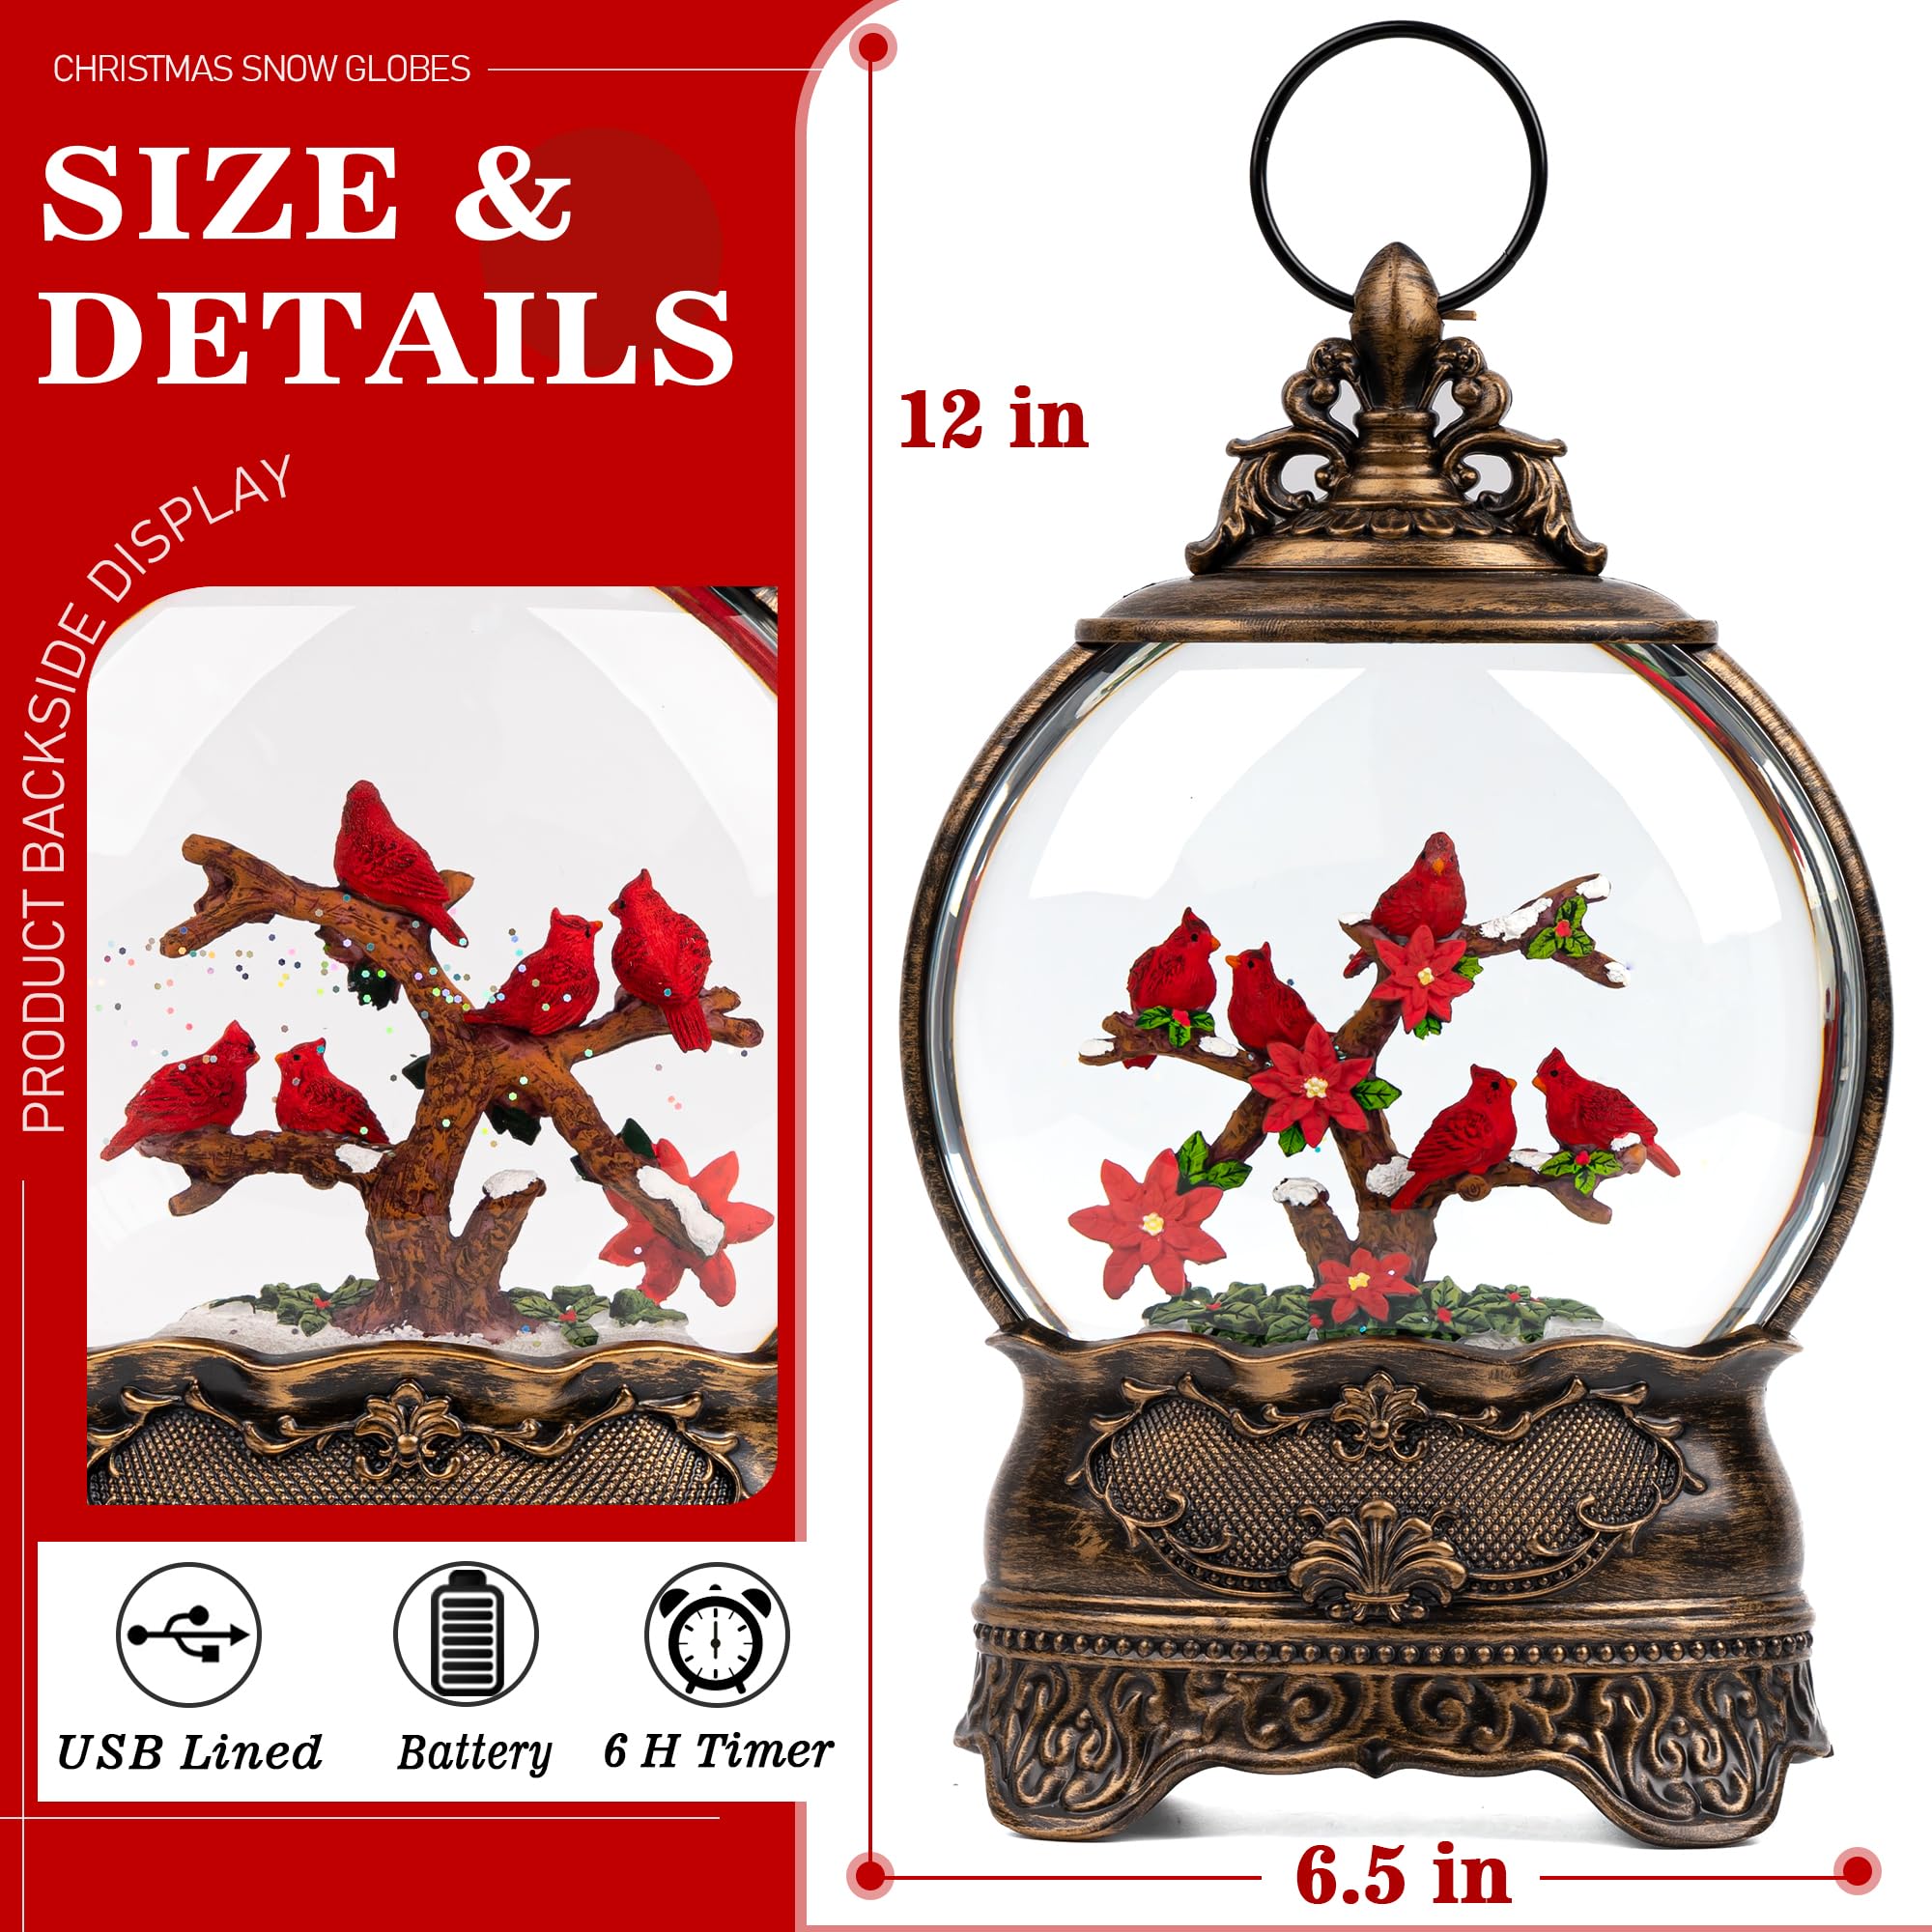 CHRISTMAS SNOW GLOBES
SIZE &
DETAILS
PRODUCT BACKSIDE DISPLAY
12 in
USB Lined
Battery
6 H Timer
6.5 in